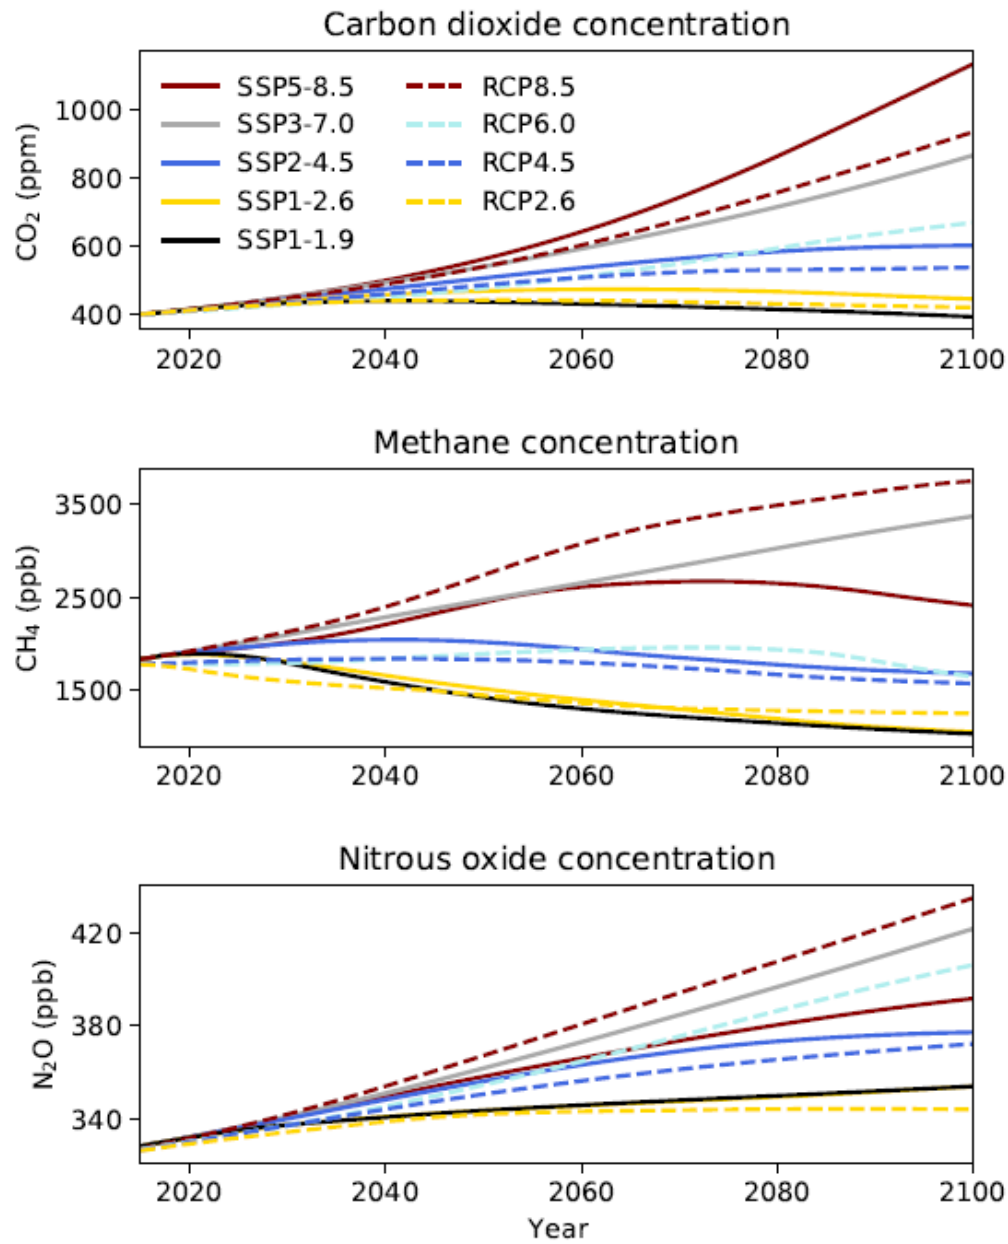 Carbon dioxide concentration
CO₂ (ppm)
1000
800
600
400
SSP5-8.5
SSP3-7.0
SSP2-4.5
SSP1-2.6
SSP1-1.9
RCP8.5
RCP6.0
RCP4.5
RCP2.6
2020 2040 2060 2080 2100
Methane concentration
CH₄ (ppb)
3500
2500
1500
2020 2040 2060 2080 2100
Nitrous oxide concentration
N₂O (ppb)
420
380
340
2020 2040 2060 2080 2100
Year